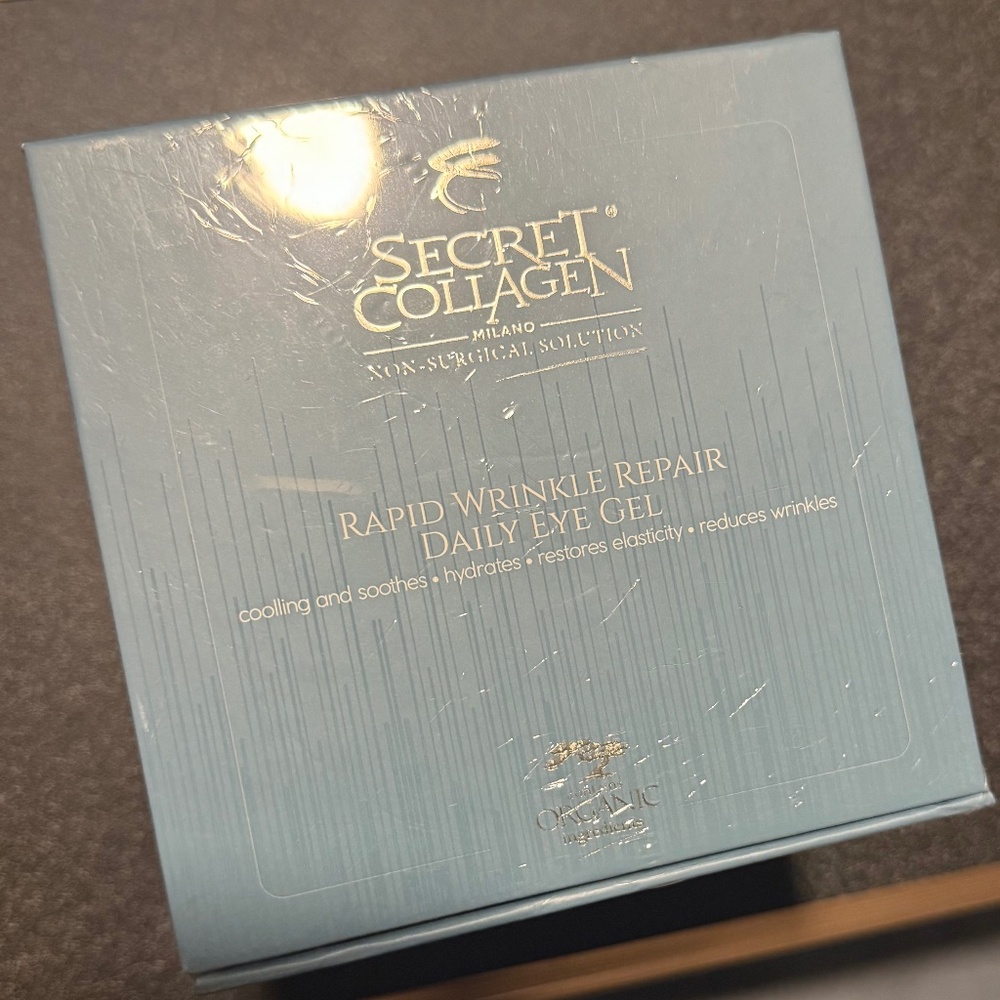 SECRET®
COLLAGEN
MILANO
NON-SURGICAL SOLUTION
RAPID WRINKLE REPAIR
DAILY EYE GEL
coolling and soothes • hydrates • restores elasticity • reduces wrinkles
ORGANIC
ingredients